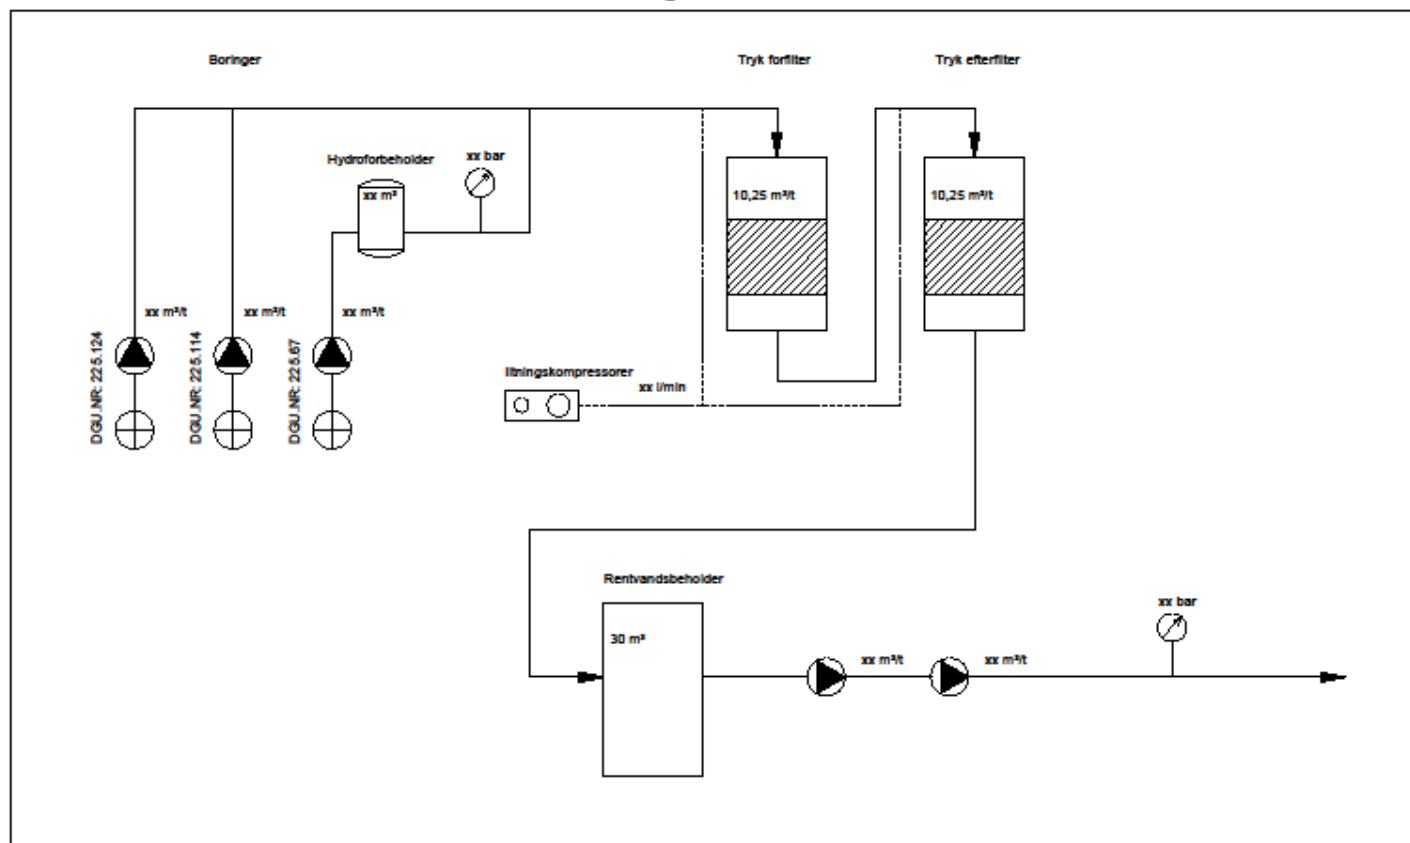 Boringer
Tryk forfilter
Tryk efterfilter
Hydroforbeholder
xx bar
xx m³
10,25 m³/t
10,25 m³/t
xx m³/t
xx m³/t
xx m³/t
DGU.NR: 225.124
DGU.NR: 225.114
DGU.NR: 225.67
Iltningskompressorer
xx l/min
Rentvandsbeholder
30 m³
xx bar
xx m³/t
xx m³/t